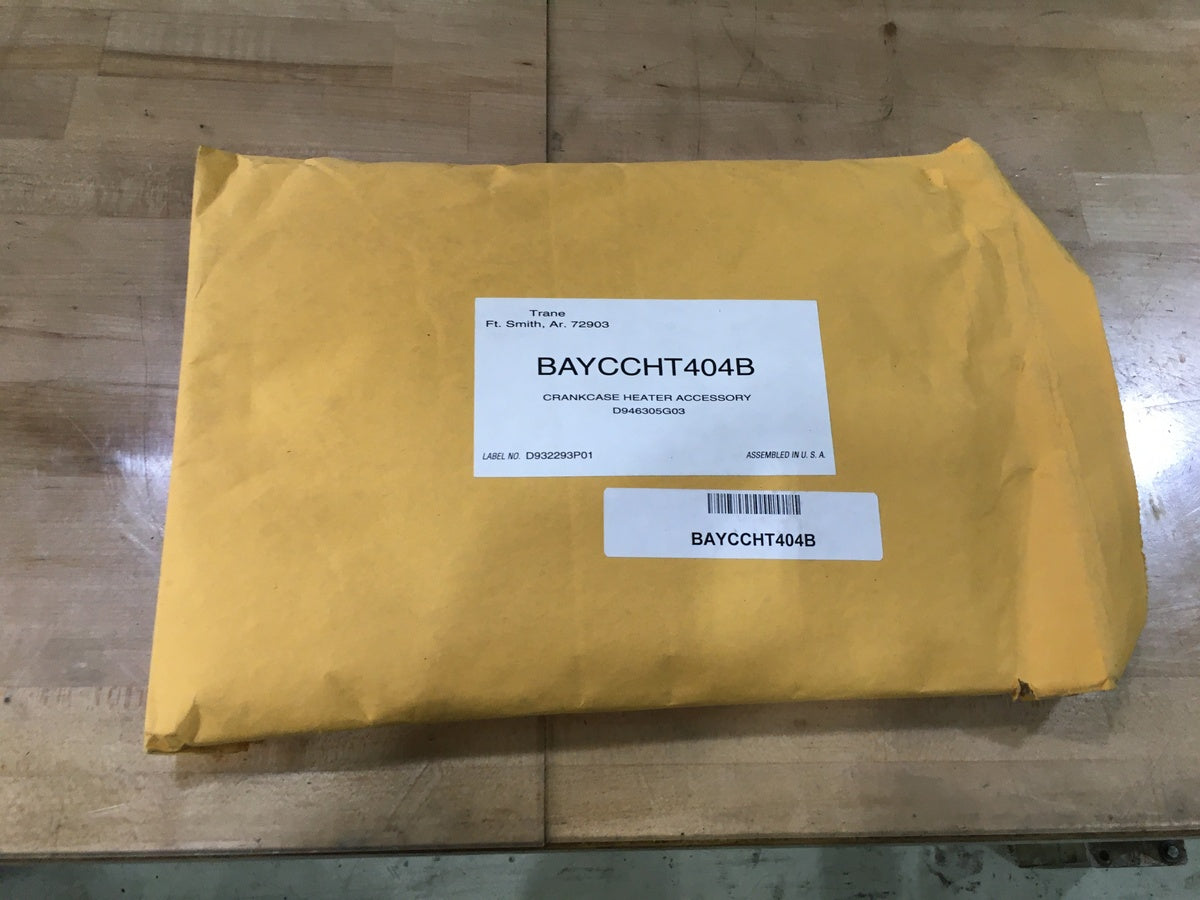 Trane
Ft. Smith, Ar. 72903
BAYCCHT404B
CRANKCASE HEATER ACCESSORY
D946305G03
LABEL NO. D932293P01
ASSEMBLED IN U. S. A.
BAYCCHT404B